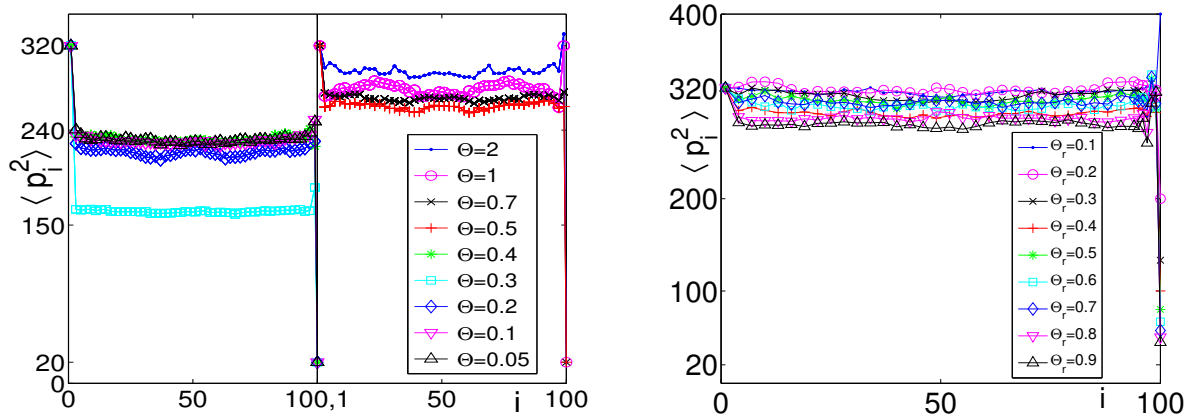 320
240
150
20
0
⟨ p_i^2 ⟩
0
50
100,1
50
i
100
Θ=2
Θ=1
Θ=0.7
Θ=0.5
Θ=0.4
Θ=0.3
Θ=0.2
Θ=0.1
Θ=0.05
400
320
200
100
20
⟨ p_i^2 ⟩
0
50
i
100
Θ_r=0.1
Θ_r=0.2
Θ_r=0.3
Θ_r=0.4
Θ_r=0.5
Θ_r=0.6
Θ_r=0.7
Θ_r=0.8
Θ_r=0.9